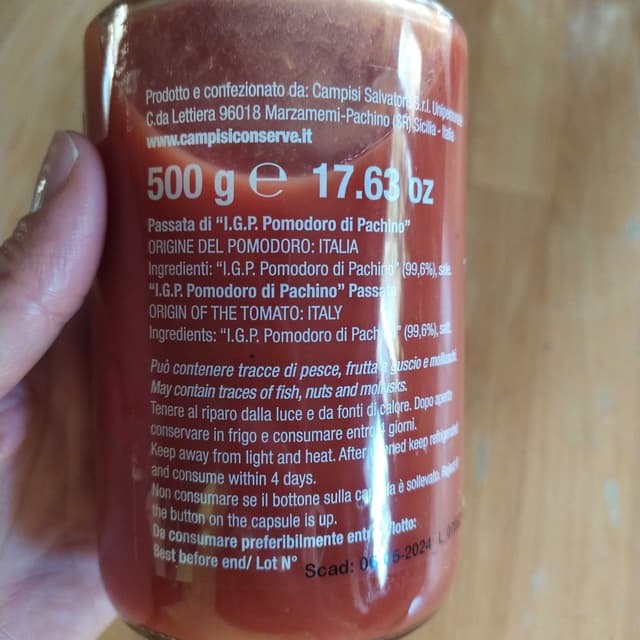 Prodotto e confezionato da: Campisi Salvatore S.r.l. Unipersonale
C.da Lettiera 96018 Marzamemi-Pachino (SR) Sicilia - Italia
www.campisiconserve.it
500 g ℮ 17.63 oz
Passata di "I.G.P. Pomodoro di Pachino"
ORIGINE DEL POMODORO: ITALIA
Ingredienti: "I.G.P. Pomodoro di Pachino" (99,6%), sale.
"I.G.P. Pomodoro di Pachino" Passata
ORIGIN OF THE TOMATO: ITALY
Ingredients: "I.G.P. Pomodoro di Pachino" (99,6%), salt.
Può contenere tracce di pesce, frutta a guscio e molluschi.
May contain traces of fish, nuts and mollusks.
Tenere al riparo dalla luce e da fonti di calore. Dopo aperto
conservare in frigo e consumare entro 4 giorni.
Keep away from light and heat. After opened keep refrigerated
and consume within 4 days.
Non consumare se il bottone sulla capsula è sollevato. Reject if
the button on the capsule is up.
Da consumare preferibilmente entro/lotto:
Best before end/ Lot N° Scad: 06-05-2024 L